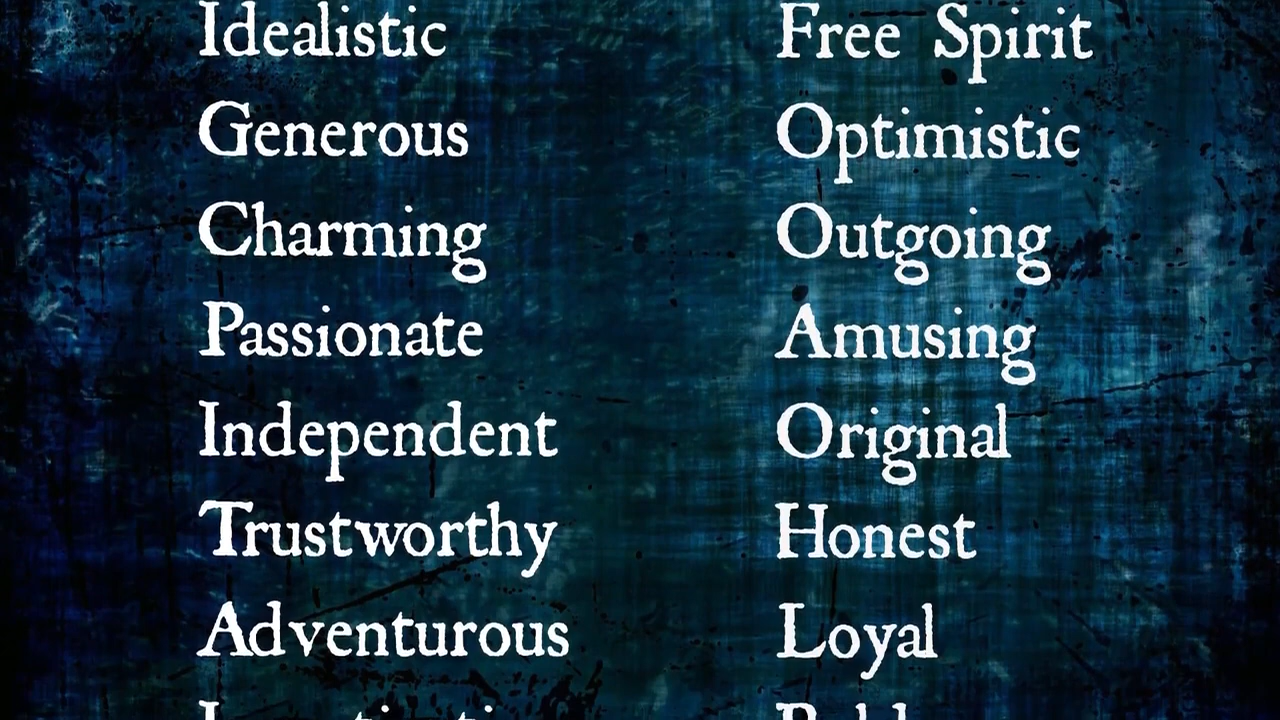 Idealistic Free Spirit
Generous Optimistic
Charming Outgoing
Passionate Amusing
Independent Original
Trustworthy Honest
Adventurous Loyal